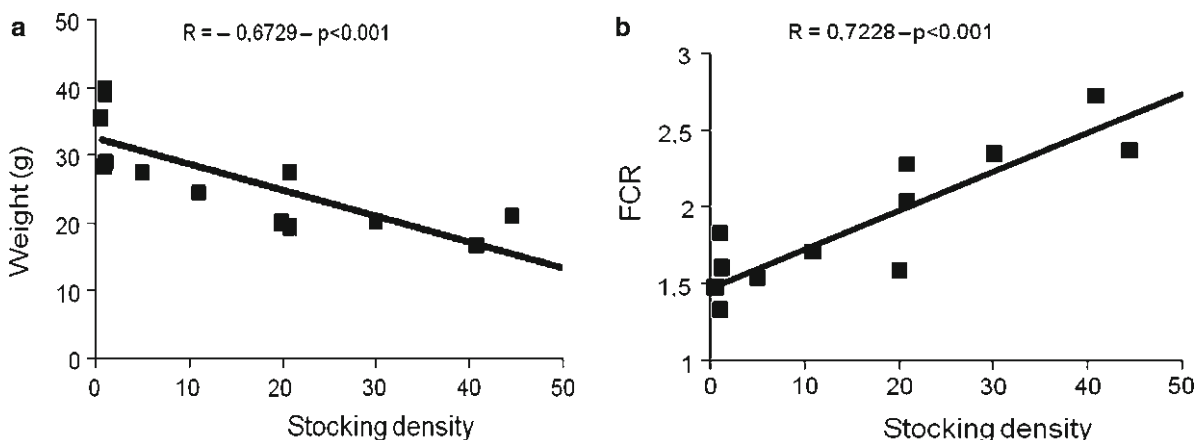 a
R = – 0,6729 – p<0.001
50
40
30
20
10
0
Weight (g)
0 10 20 30 40 50
Stocking density
b
R = 0,7228 – p<0.001
3
2,5
2
1,5
1
FCR
0 10 20 30 40 50
Stocking density